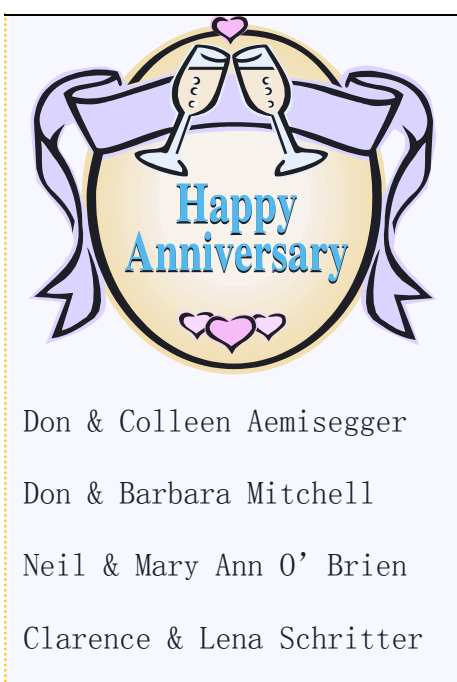 Happy
Anniversary
Don & Colleen Aemisegger
Don & Barbara Mitchell
Neil & Mary Ann O’Brien
Clarence & Lena Schritter